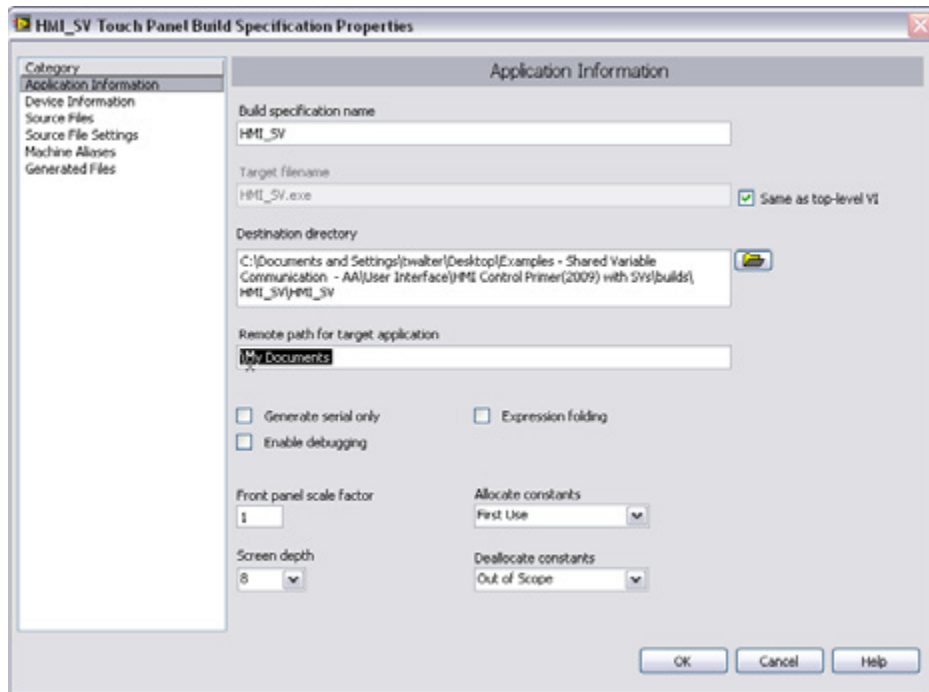 HMI_SV Touch Panel Build Specification Properties
Category
Application Information
Device Information
Source Files
Source File Settings
Machine Aliases
Generated Files
Application Information
Build specification name
HMI_SV
Target filename
HMI_SV.exe
Same as top-level VI
Destination directory
C:\Documents and Settings\twalter\Desktop\Examples - Shared Variable
Communication - AA\User Interface\HMI Control Primer(2009) with SVs\builds\
HMI_SV\HMI_SV
Remote path for target application
\My Documents
Generate serial only
Expression folding
Enable debugging
Front panel scale factor
1
Allocate constants
First Use
Screen depth
8
Deallocate constants
Out of Scope
OK
Cancel
Help